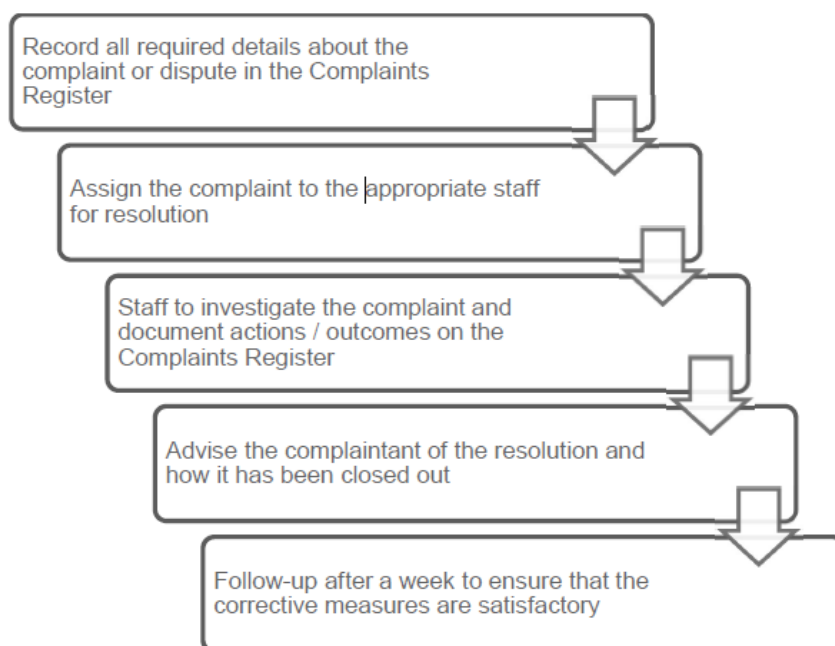 Record all required details about the
complaint or dispute in the Complaints
Register
Assign the complaint to the appropriate staff
for resolution
Staff to investigate the complaint and
document actions / outcomes on the
Complaints Register
Advise the complainant of the resolution and
how it has been closed out
Follow-up after a week to ensure that the
corrective measures are satisfactory